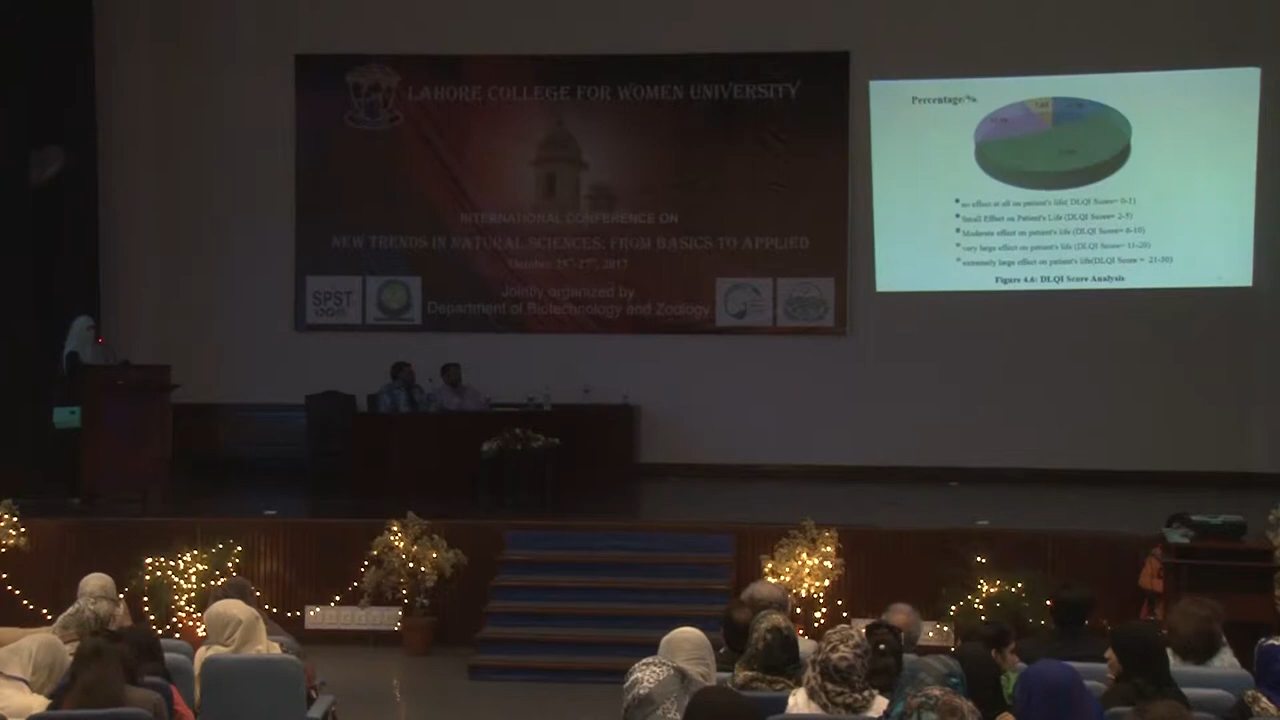 LAHORE COLLEGE FOR WOMEN UNIVERSITY
INTERNATIONAL CONFERENCE ON
NEW TRENDS IN NATURAL SCIENCES: FROM BASICS TO APPLIED
Jointly organized by
Department of Biotechnology and Zoology
SPST
Percentage/%
no effect at all on patient's life( DLQI Score= 0-1)
Small Effect on Patient's Life (DLQI Score= 2-5)
Moderate effect on patient's life (DLQI Score= 6-10)
very large effect on patient's life (DLQI Score= 11-20)
extremely large effect on patient's life(DLQI Score = 21-30)
Figure 4.6: DLQI Score Analysis